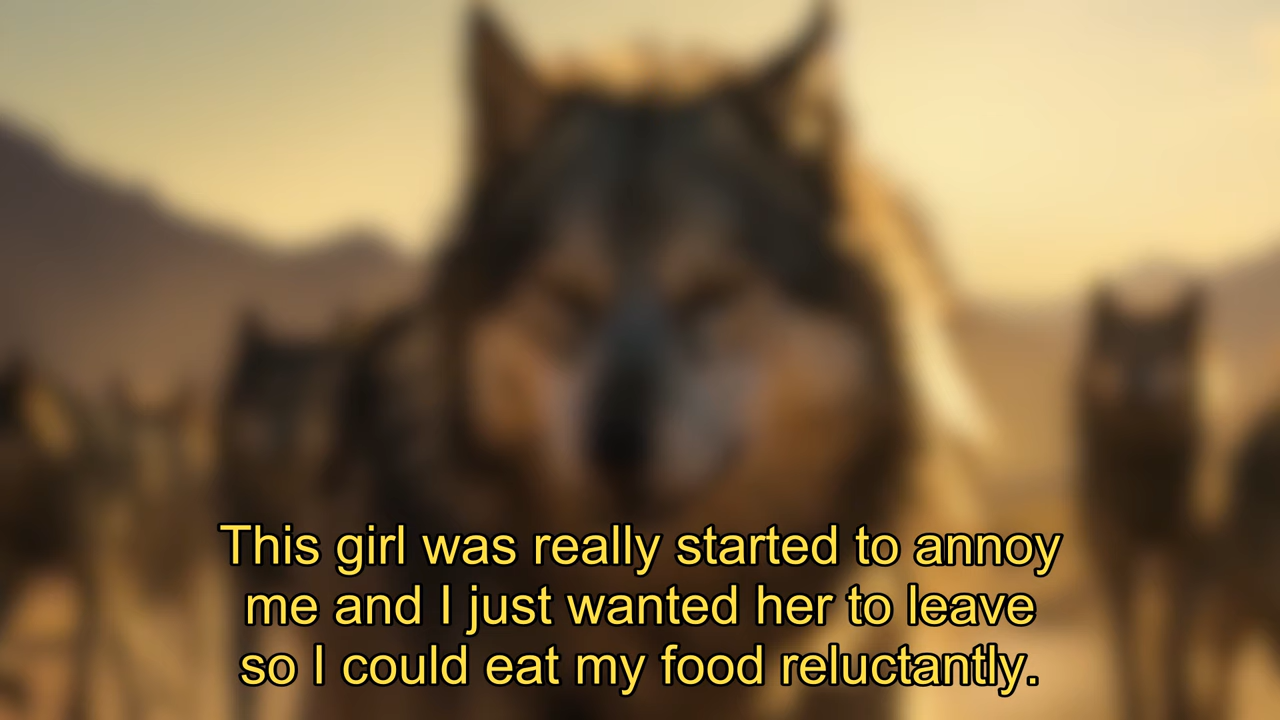 This girl was really started to annoy
me and I just wanted her to leave
so I could eat my food reluctantly.